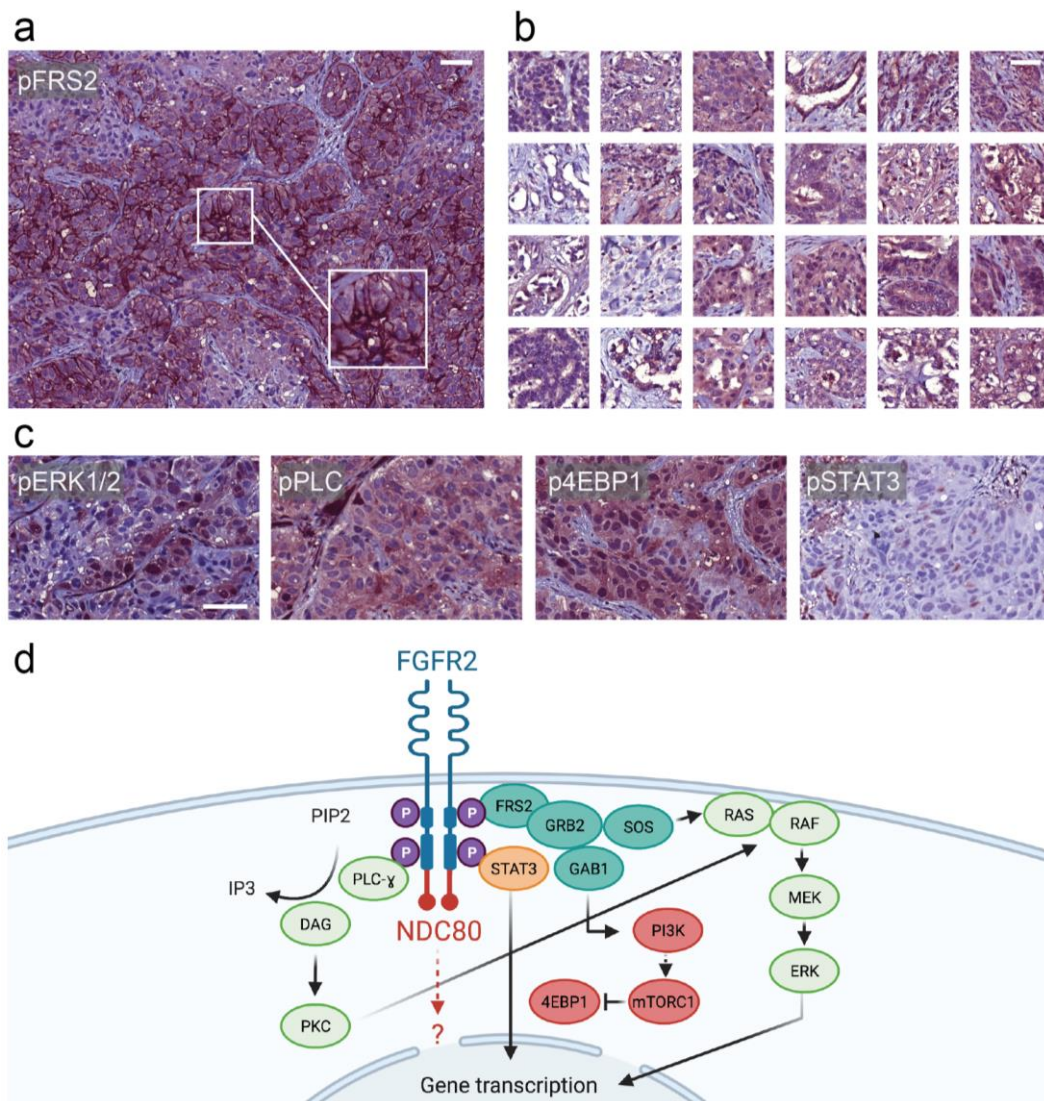 a
b
pFRS2
c
pERK1/2
pPLC
p4EBP1
pSTAT3
d
FGFR2
PIP2
P
P
FRS2
GRB2
SOS
RAS
RAF
P
P
PLC-ɣ
STAT3
GAB1
IP3
DAG
NDC80
MEK
PI3K
ERK
4EBP1
mTORC1
PKC
?
Gene transcription